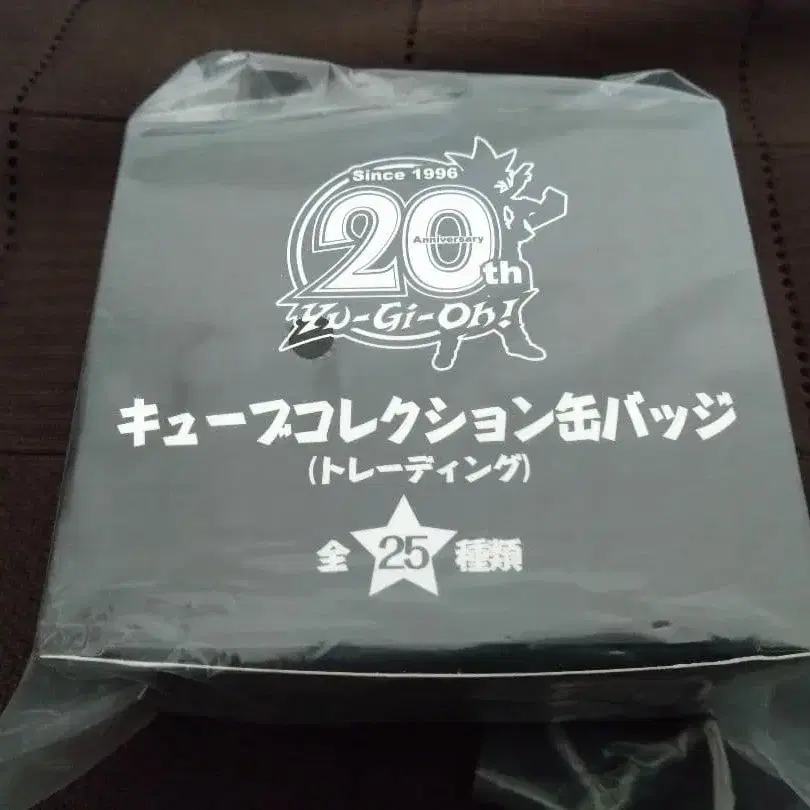 Since 1996
20th
Anniversary
Yu-Gi-Oh!
キューブコレクション缶バッジ
(トレーディング)
全25種類